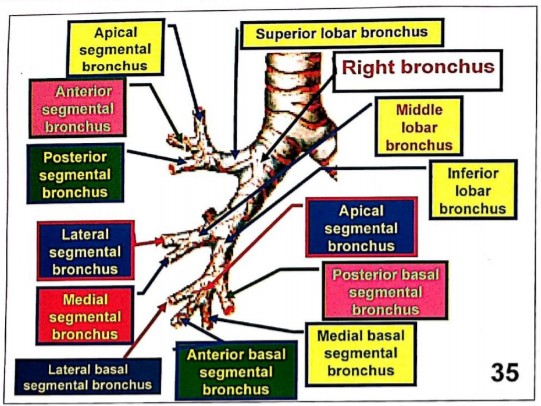 Apical
segmental
bronchus
Superior lobar bronchus
Right bronchus
Anterior
segmental
bronchus
Middle
lobar
bronchus
Posterior
segmental
bronchus
Inferior
lobar
bronchus
Lateral
segmental
bronchus
Apical
segmental
bronchus
Medial
segmental
bronchus
Posterior basal
segmental
bronchus
Lateral basal
segmental bronchus
Anterior basal
segmental
bronchus
Medial basal
segmental
bronchus
35